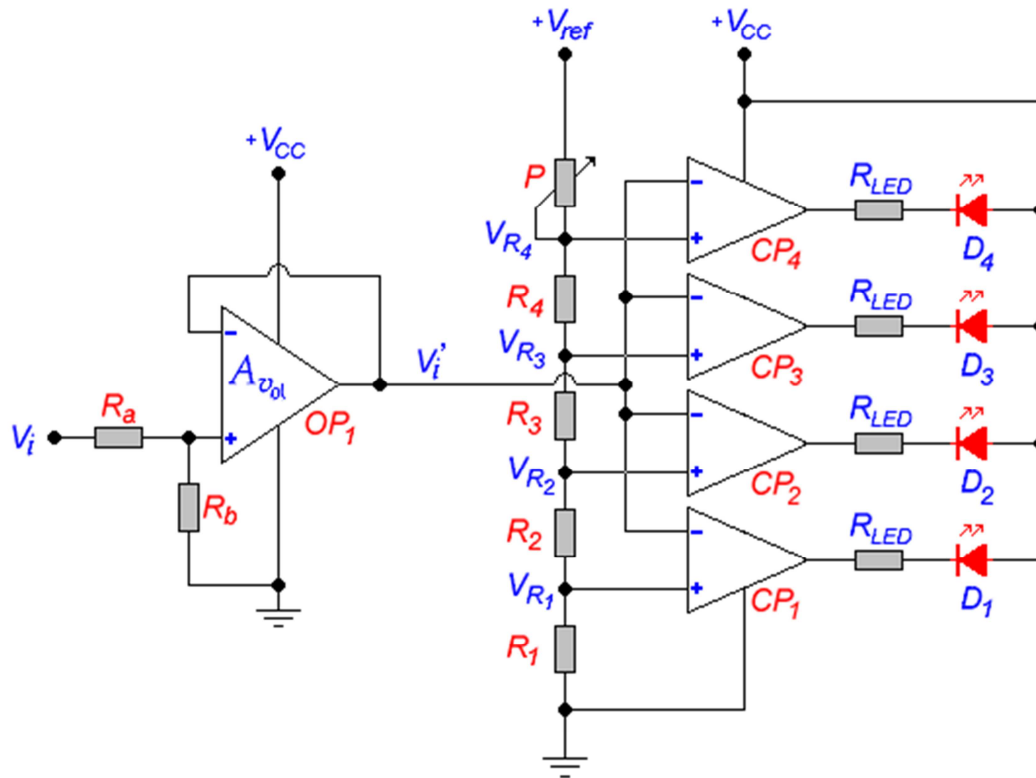 +Vref
+VCC
+VCC
P
VR4
- +
CP4
RLED
D4
R4
VR3
- +
CP3
RLED
D3
Avol
- +
OP1
Vi'
Ra
Vi
Rb
R3
VR2
- +
CP2
RLED
D2
R2
VR1
- +
CP1
RLED
D1
R1